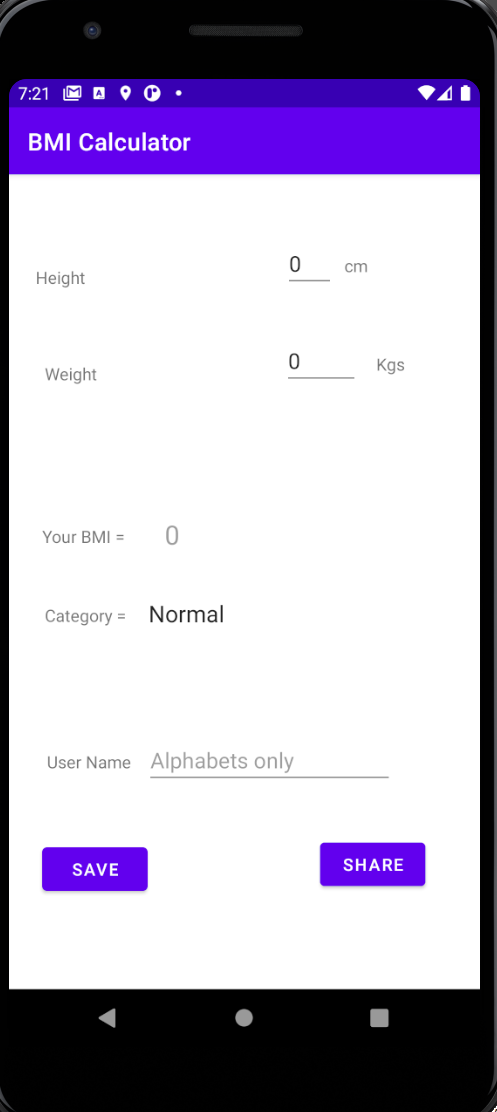 7:21
BMI Calculator
Height 0 cm
Weight 0 Kgs
Your BMI = 0
Category = Normal
User Name Alphabets only
SAVE SHARE